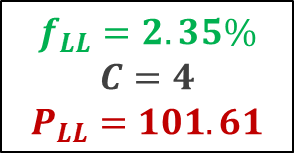 f_LL = 2.35%
C = 4
P_LL = 101.61